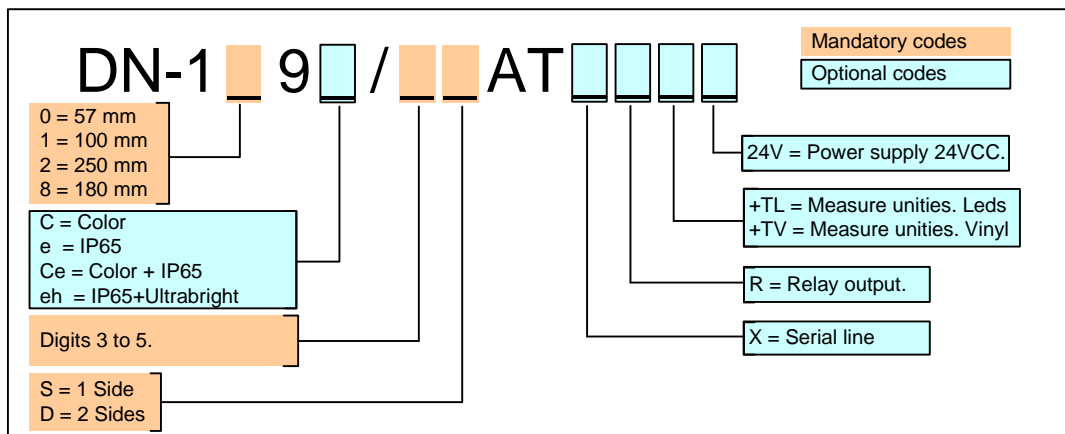 DN-1_ 9_ / _ _ AT _ _ _ _
Mandatory codes
Optional codes
0 = 57 mm
1 = 100 mm
2 = 250 mm
8 = 180 mm
C = Color
e = IP65
Ce = Color + IP65
eh = IP65+Ultrabright
Digits 3 to 5.
S = 1 Side
D = 2 Sides
24V = Power supply 24VCC.
+TL = Measure unities. Leds
+TV = Measure unities. Vinyl
R = Relay output.
X = Serial line